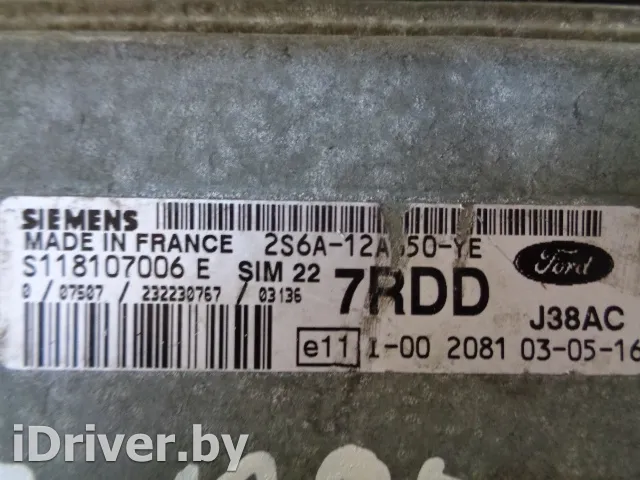 SIEMENS
MADE IN FRANCE 2S6A-12A650-YE
Ford
S118107006 E SIM 22 7RDD
0 / 07507 / 232230767 / 03136
J38AC
e11 1-00 2081 03-05-16
iDriver.by